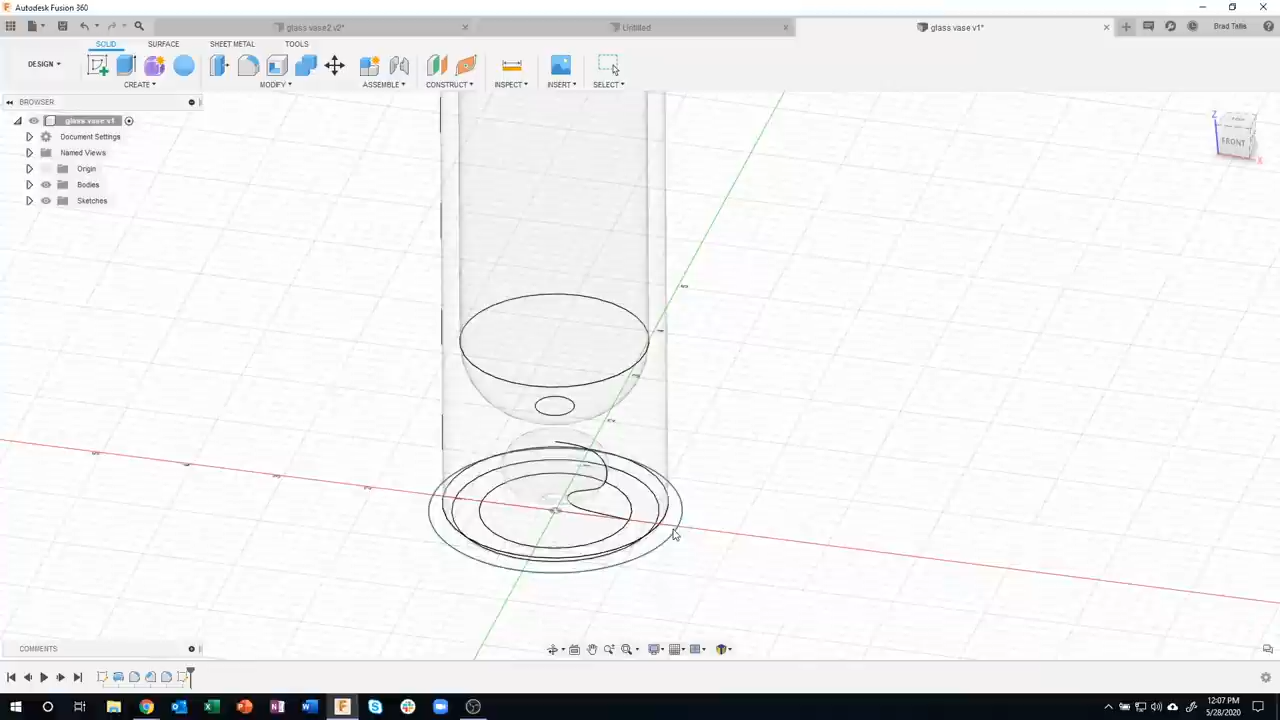 Autodesk Fusion 360
glass vase2 v2*
Untitled
glass vase v1*
Brad Tallis
SOLID
SURFACE
SHEET METAL
TOOLS
DESIGN
CREATE
MODIFY
ASSEMBLE
CONSTRUCT
INSPECT
INSERT
SELECT
BROWSER
glass vase v1
Document Settings
Named Views
Origin
Bodies
Sketches
FRONT
Z
X
COMMENTS
12:07 PM
5/28/2020